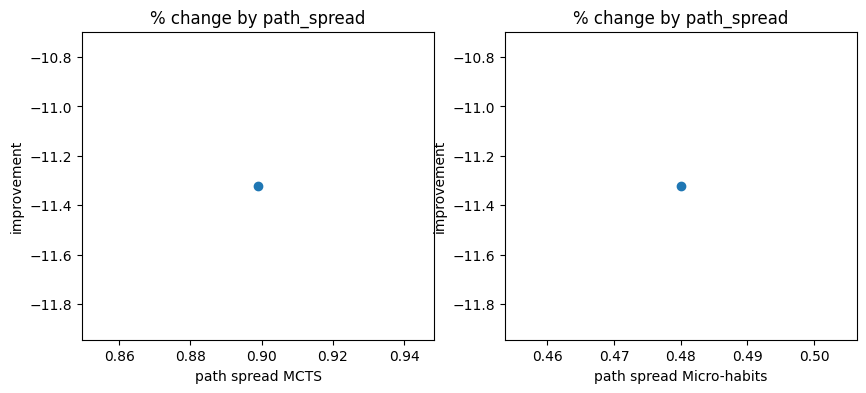 % change by path_spread
−10.8
−11.0
−11.2
−11.4
−11.6
−11.8
improvement
0.86 0.88 0.90 0.92 0.94
path spread MCTS
% change by path_spread
−10.8
−11.0
−11.2
−11.4
−11.6
−11.8
improvement
0.46 0.47 0.48 0.49 0.50
path spread Micro-habits